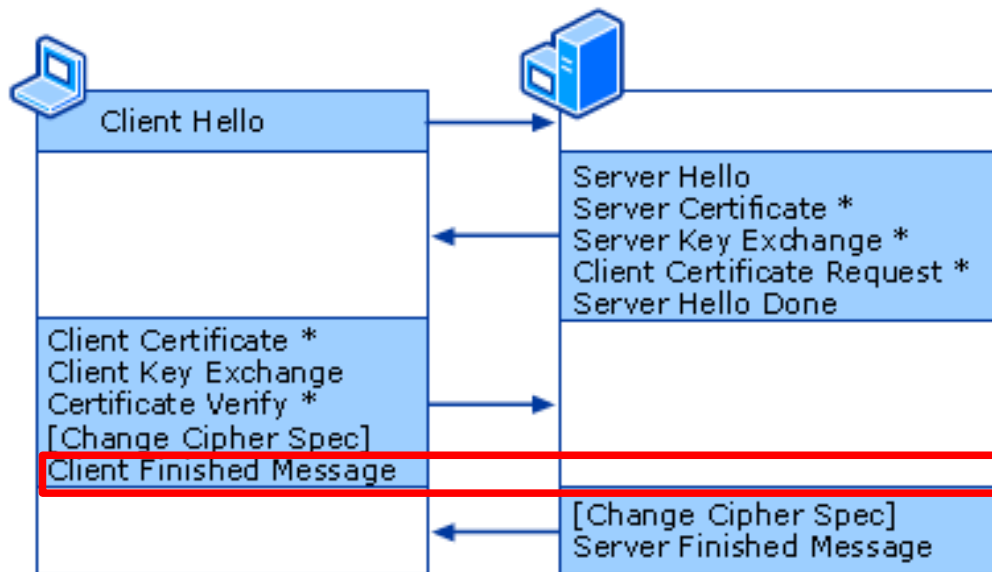 Client Hello
Server Hello
Server Certificate *
Server Key Exchange *
Client Certificate Request *
Server Hello Done
Client Certificate *
Client Key Exchange
Certificate Verify *
[Change Cipher Spec]
Client Finished Message
[Change Cipher Spec]
Server Finished Message